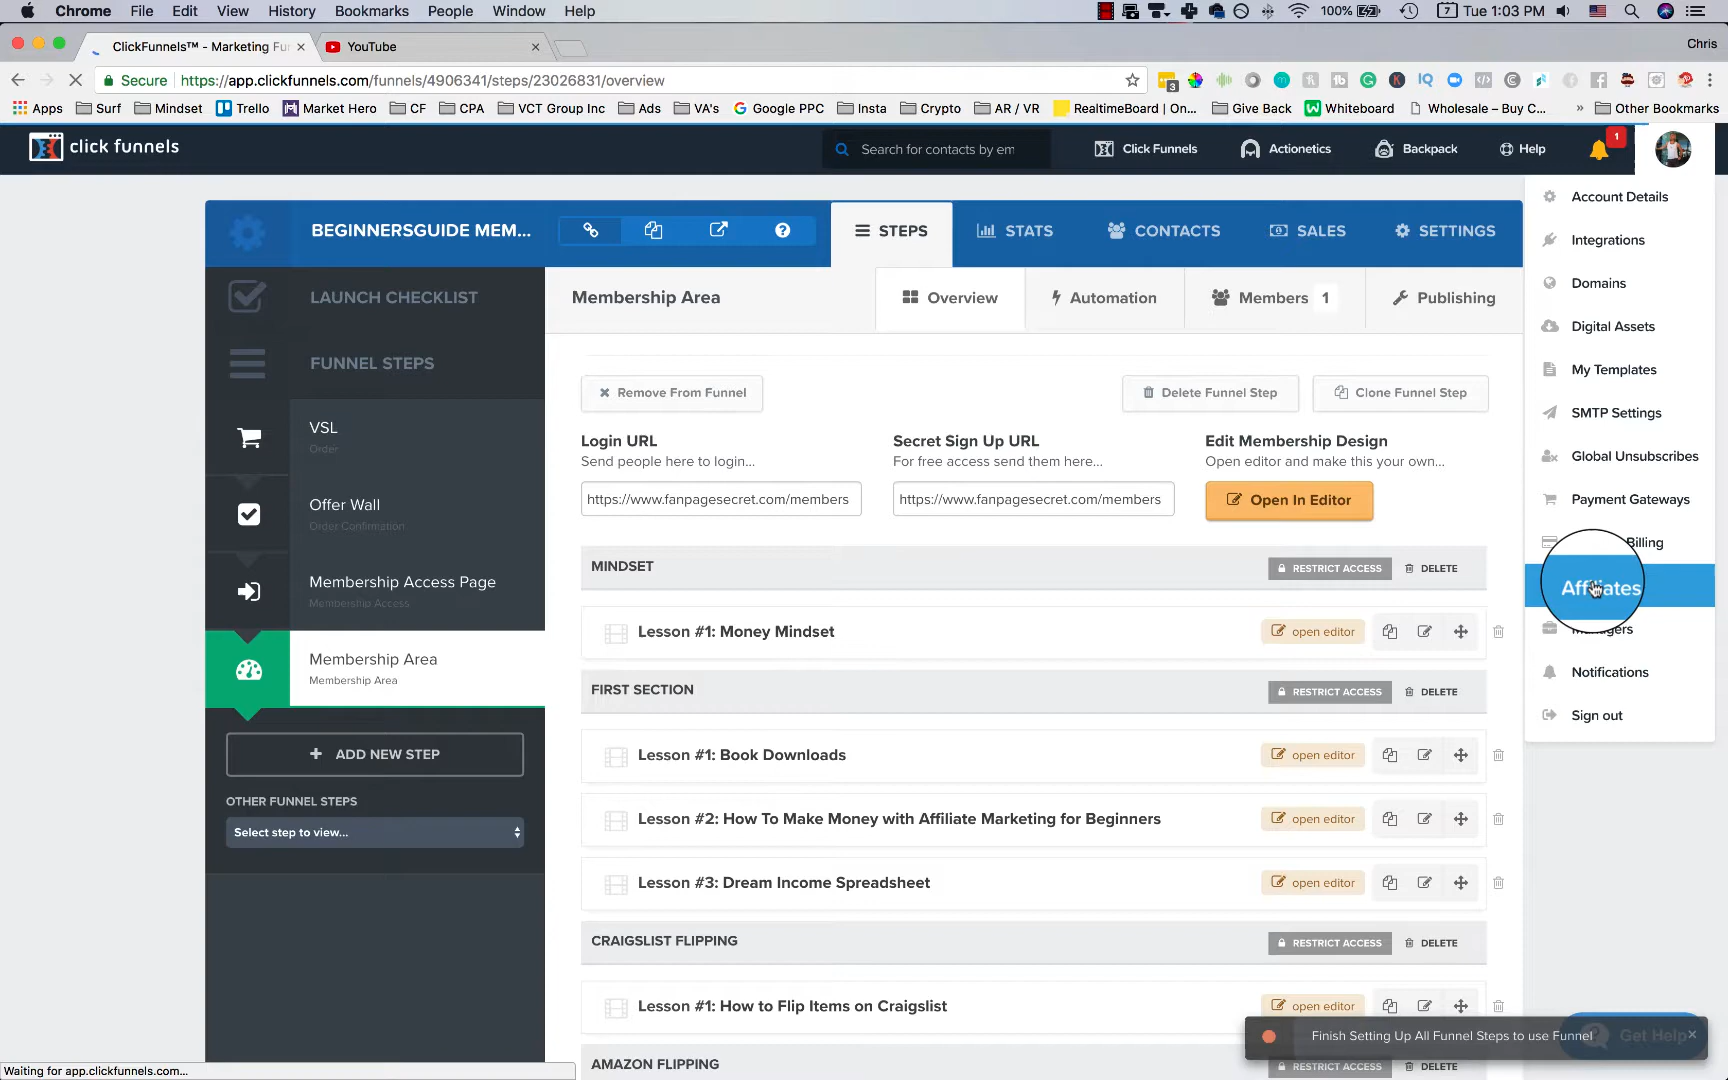 Chrome File Edit View History Bookmarks People Window Help 100% 7 Tue 1:03 PM
ClickFunnels™ - Marketing Fun YouTube Chris
Secure https://app.clickfunnels.com/funnels/4906341/steps/23026831/overview 3
Apps Surf Mindset Trello Market Hero CF CPA VCT Group Inc Ads VA's Google PPC Insta Crypto AR / VR RealtimeBoard | On... Give Back Whiteboard Wholesale – Buy C... » Other Bookmarks
click funnels Search for contacts by em Click Funnels Actionetics Backpack Help 1
BEGINNERSGUIDE MEM... STEPS STATS CONTACTS SALES SETTINGS
LAUNCH CHECKLIST
FUNNEL STEPS
VSL
Order
Offer Wall
Order Confirmation
Membership Access Page
Membership Access
Membership Area
Membership Area
+ ADD NEW STEP
OTHER FUNNEL STEPS
Select step to view...
Membership Area Overview Automation Members 1 Publishing
Remove From Funnel Delete Funnel Step Clone Funnel Step
Login URL
Send people here to login...
https://www.fanpagesecret.com/members
Secret Sign Up URL
For free access send them here...
https://www.fanpagesecret.com/members
Edit Membership Design
Open editor and make this your own...
Open In Editor
MINDSET RESTRICT ACCESS DELETE
Lesson #1: Money Mindset open editor
FIRST SECTION RESTRICT ACCESS DELETE
Lesson #1: Book Downloads open editor
Lesson #2: How To Make Money with Affiliate Marketing for Beginners open editor
Lesson #3: Dream Income Spreadsheet open editor
CRAIGSLIST FLIPPING RESTRICT ACCESS DELETE
Lesson #1: How to Flip Items on Craigslist open editor
AMAZON FLIPPING RESTRICT ACCESS DELETE
Account Details
Integrations
Domains
Digital Assets
My Templates
SMTP Settings
Global Unsubscribes
Payment Gateways
Billing
Affiliates
Managers
Notifications
Sign out
Finish Setting Up All Funnel Steps to use Funnel
Get Help
Waiting for app.clickfunnels.com...